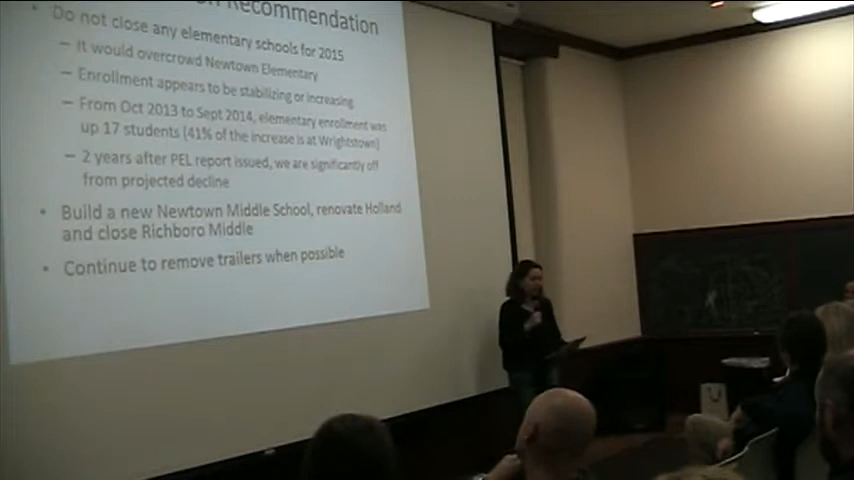 Recommendation
• Do not close any elementary schools for 2015
– It would overcrowd Newtown Elementary
– Enrollment appears to be stabilizing or increasing
– From Oct 2013 to Sept 2014, elementary enrollment was
up 17 students (41% of the increase is at Wrightstown)
– 2 years after PEL report issued, we are significantly off
from projected decline
• Build a new Newtown Middle School, renovate Holland
and close Richboro Middle
• Continue to remove trailers when possible